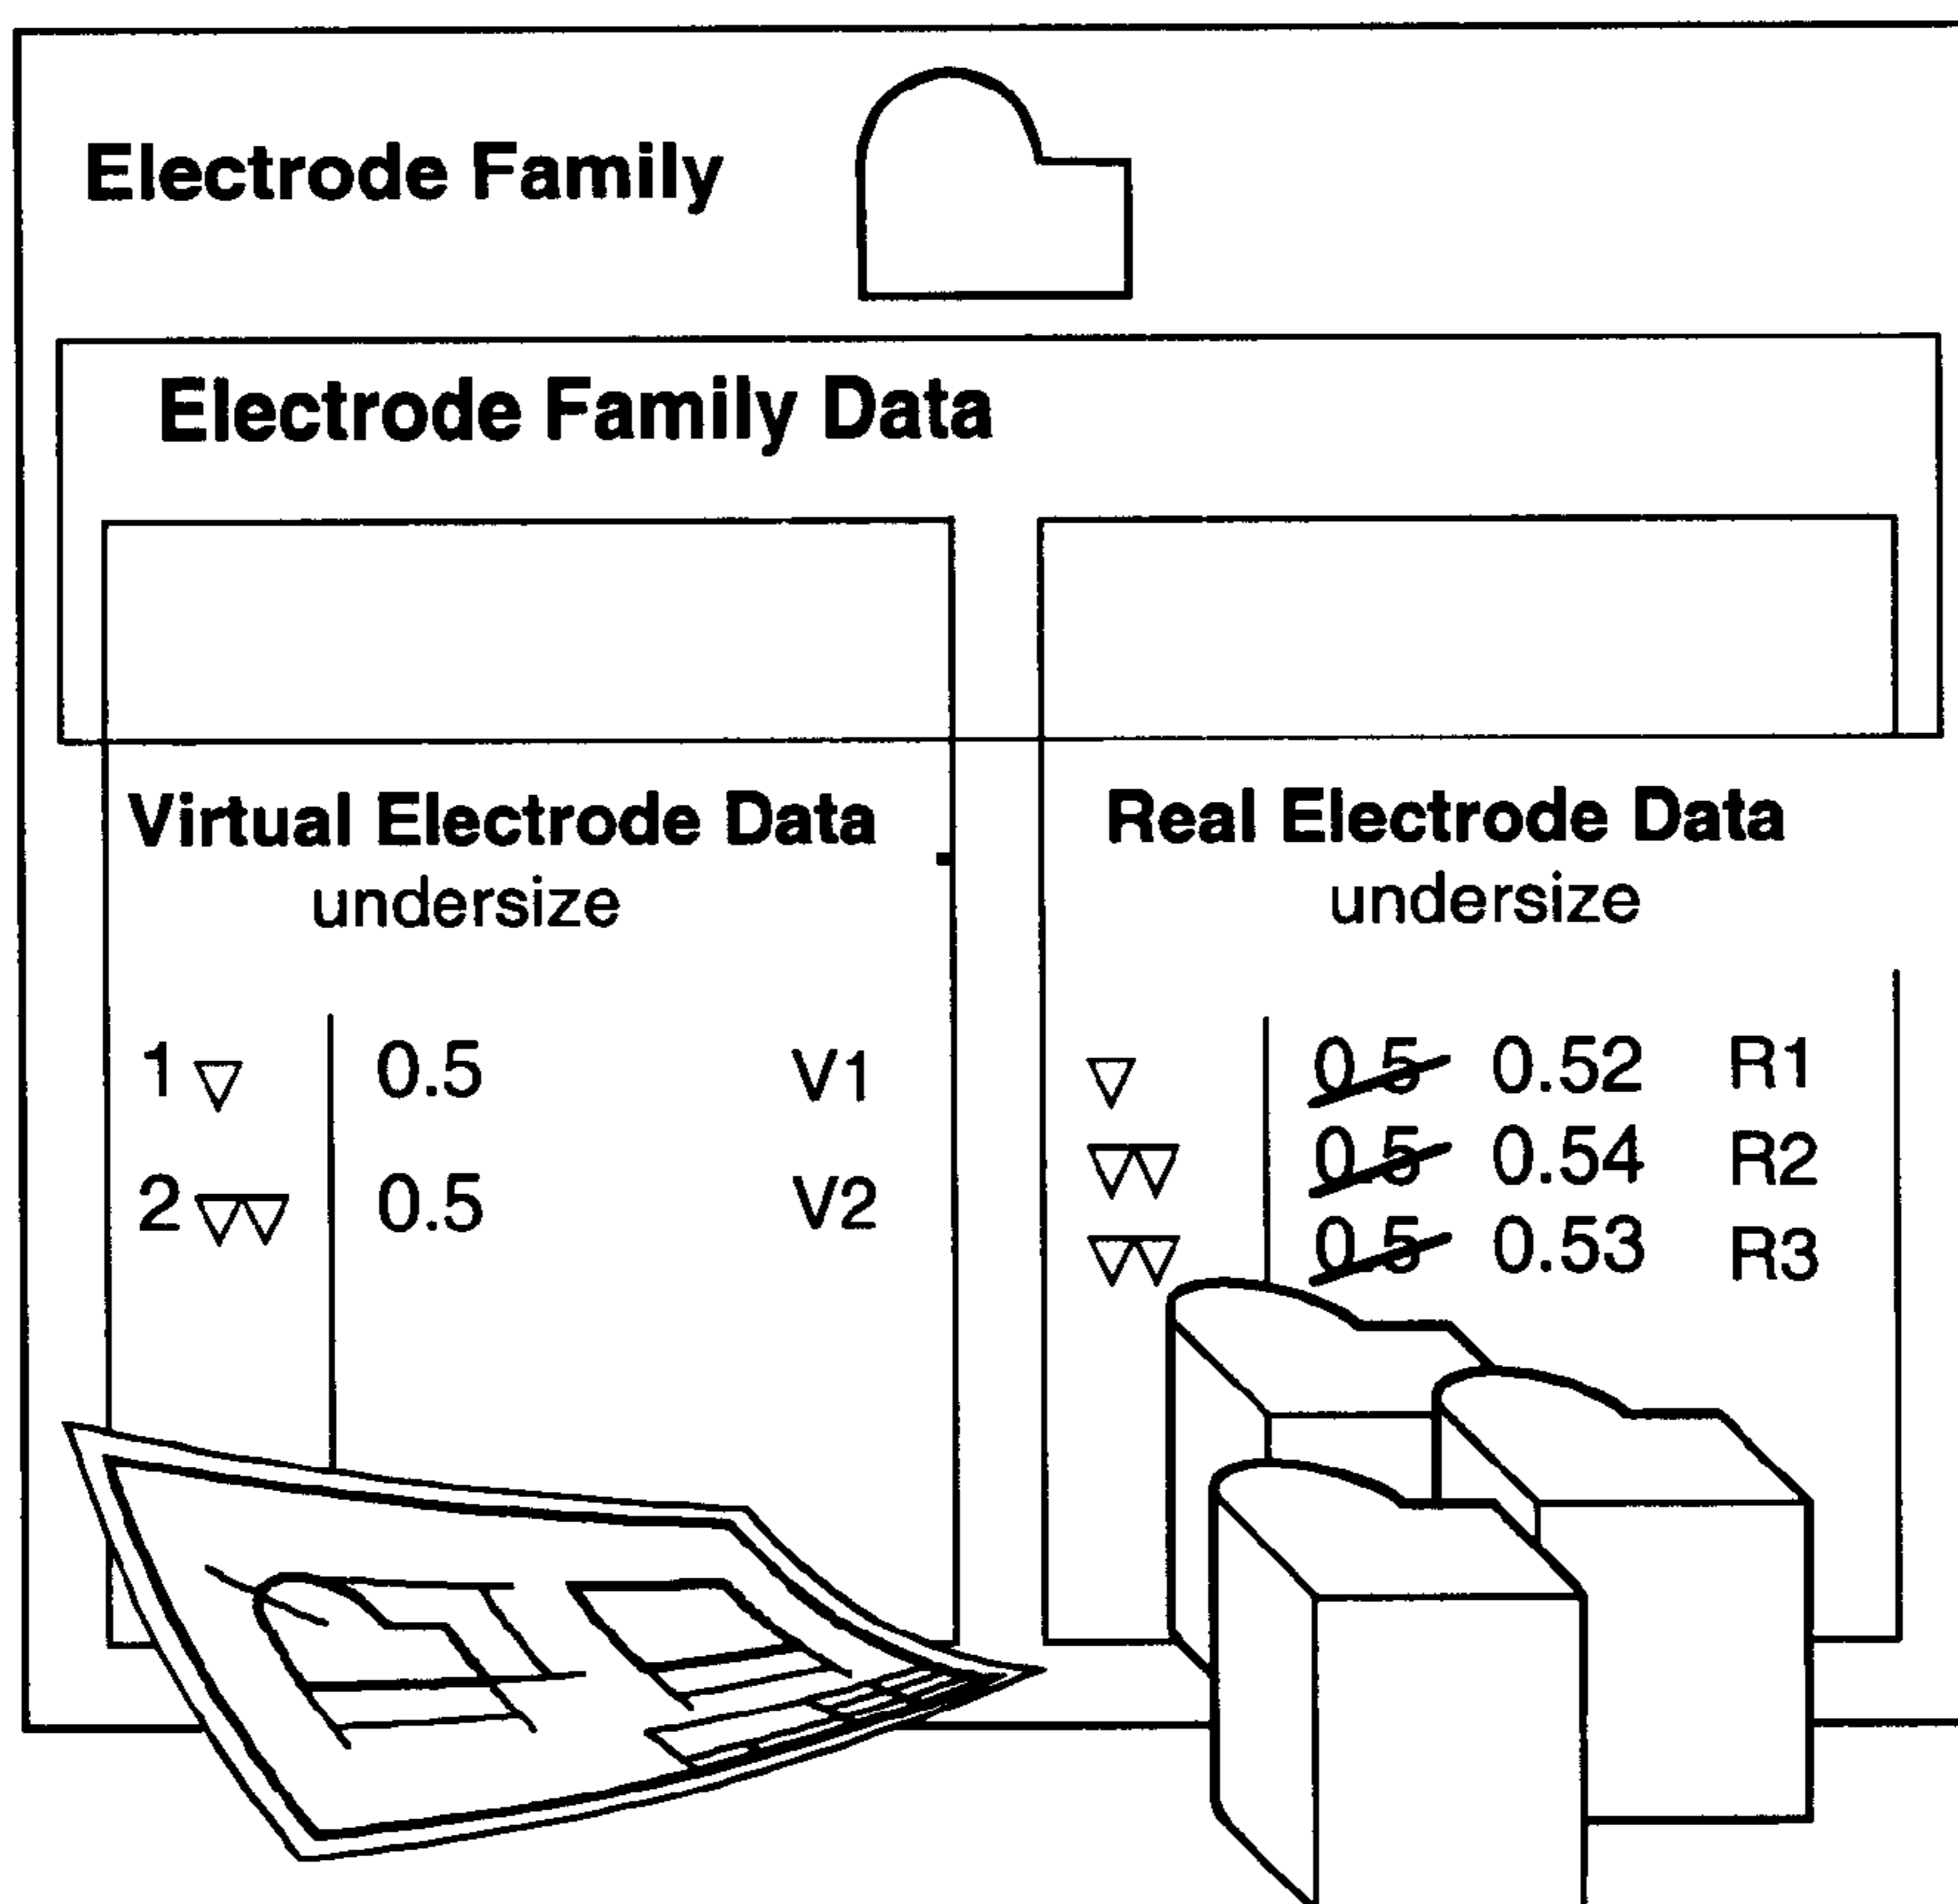 Electrode Family
Electrode Family Data
Virtual Electrode Data
undersize
1 ▽ 0.5 V1
2 ▽▽ 0.5 V2
Real Electrode Data
undersize
▽ 0.5 0.52 R1
▽▽ 0.5 0.54 R2
▽▽ 0.5 0.53 R3